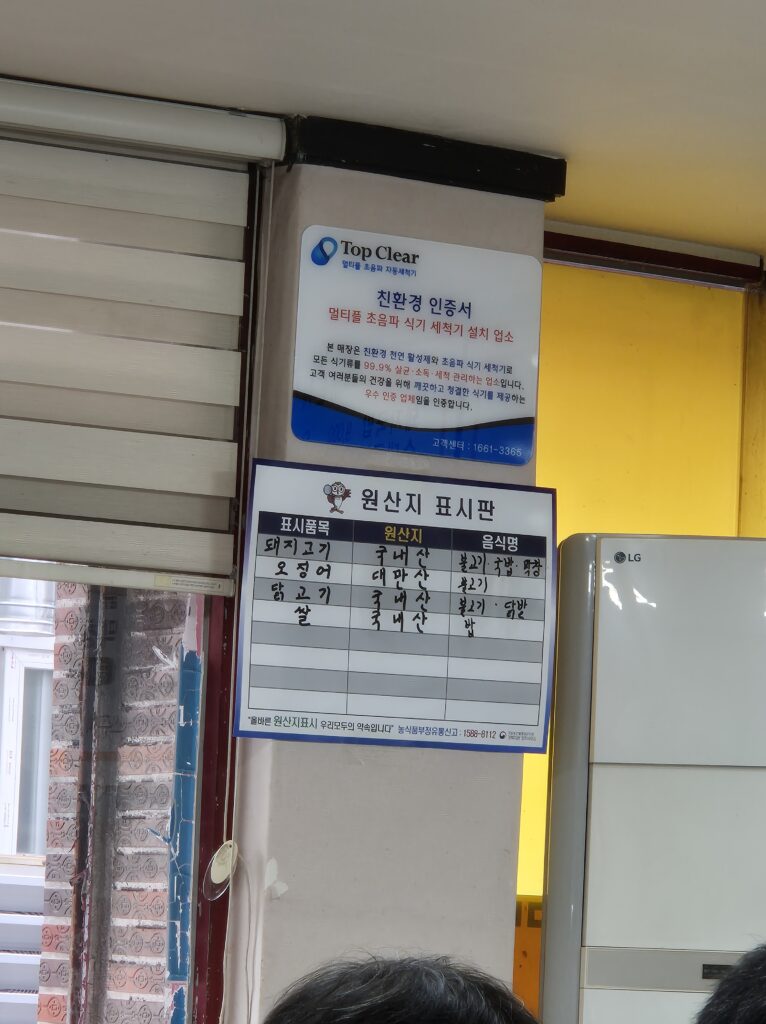 Top Clear
멀티플 초음파 자동세척기
친환경 인증서
멀티플 초음파 식기 세척기 설치 업소
본 매장은 친환경 천연 활성제와 초음파 식기 세척기로
모든 식기류를 99.9% 살균·소독·세척 관리하는 업소입니다.
고객 여러분들의 건강을 위해 깨끗하고 청결한 식기를 제공하는
우수 인증 업체임을 인증합니다.
고객센터 : 1661-3365
원산지 표시판
표시품목 원산지 음식명
돼지고기 국내산 불고기·국밥·막창
오징어 대만산 불고기
닭고기 국내산 불고기·닭발
쌀 국내산 밥
"올바른 원산지표시 우리모두의 약속입니다" 농식품부정유통신고 : 1588-8112
LG